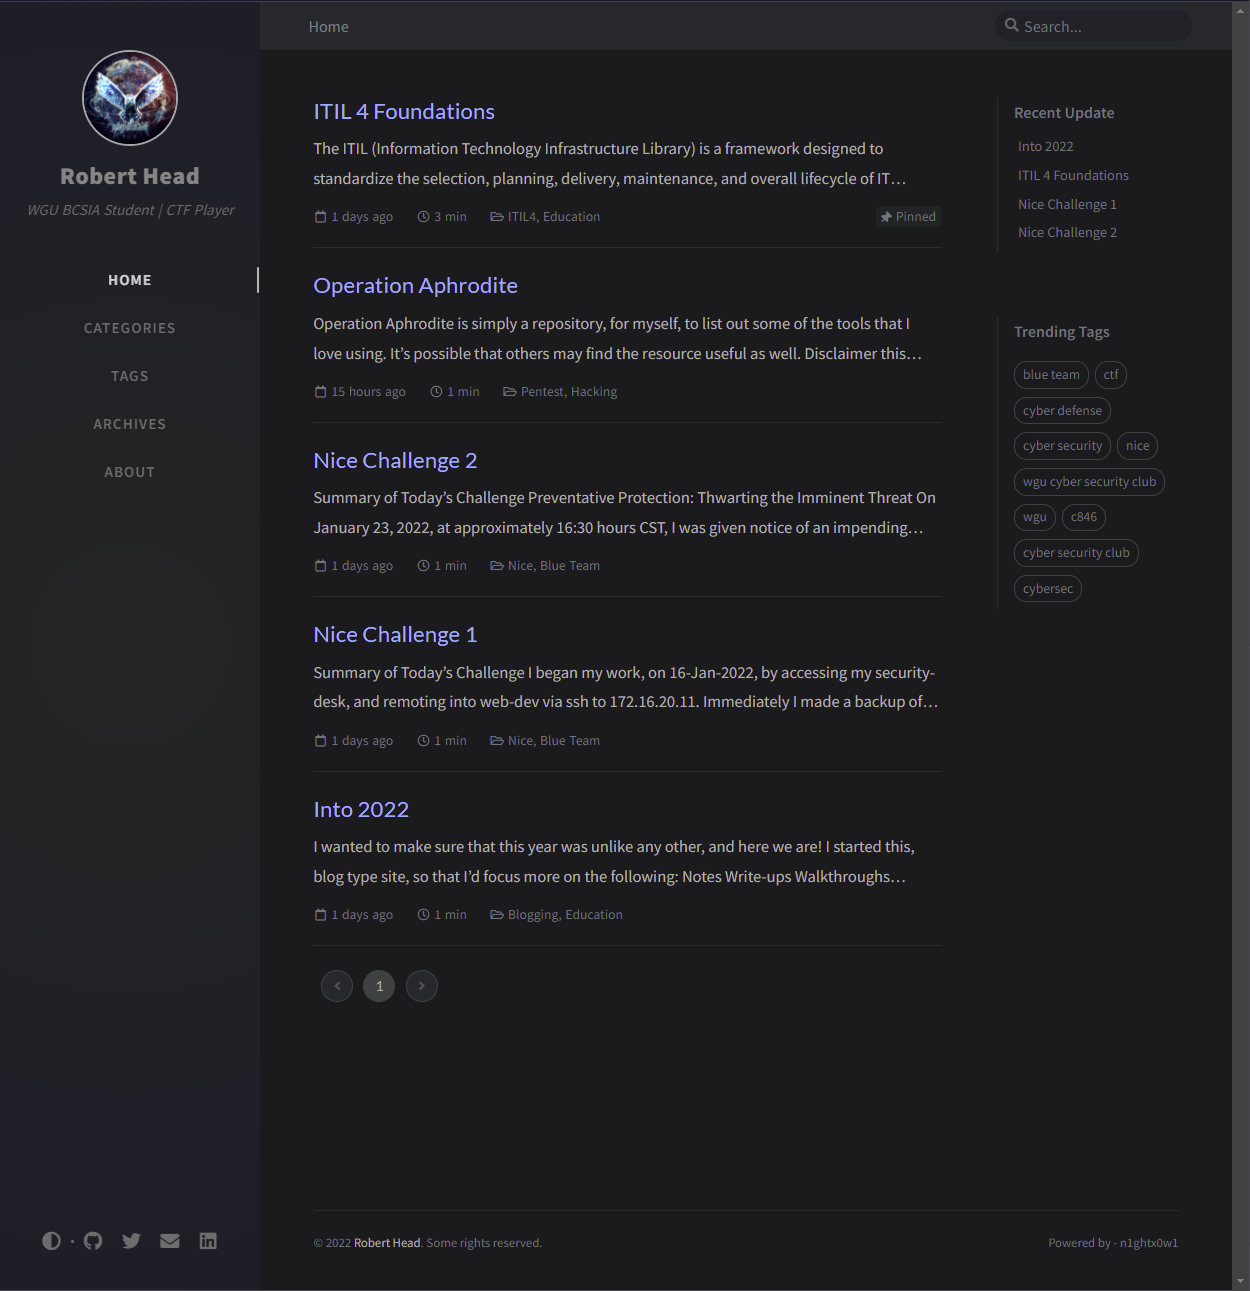 Robert Head
WGU BCSIA Student | CTF Player
HOME
CATEGORIES
TAGS
ARCHIVES
ABOUT
Home
Search...
ITIL 4 Foundations
The ITIL (Information Technology Infrastructure Library) is a framework designed to
standardize the selection, planning, delivery, maintenance, and overall lifecycle of IT…
1 days ago 3 min ITIL4, Education Pinned
Operation Aphrodite
Operation Aphrodite is simply a repository, for myself, to list out some of the tools that I
love using. It’s possible that others may find the resource useful as well. Disclaimer this…
15 hours ago 1 min Pentest, Hacking
Nice Challenge 2
Summary of Today’s Challenge Preventative Protection: Thwarting the Imminent Threat On
January 23, 2022, at approximately 16:30 hours CST, I was given notice of an impending…
1 days ago 1 min Nice, Blue Team
Nice Challenge 1
Summary of Today’s Challenge I began my work, on 16-Jan-2022, by accessing my security-
desk, and remoting into web-dev via ssh to 172.16.20.11. Immediately I made a backup of…
1 days ago 1 min Nice, Blue Team
Into 2022
I wanted to make sure that this year was unlike any other, and here we are! I started this,
blog type site, so that I’d focus more on the following: Notes Write-ups Walkthroughs…
1 days ago 1 min Blogging, Education
1
Recent Update
Into 2022
ITIL 4 Foundations
Nice Challenge 1
Nice Challenge 2
Trending Tags
blue team ctf
cyber defense
cyber security nice
wgu cyber security club
wgu c846
cyber security club
cybersec
© 2022 Robert Head. Some rights reserved.
Powered by - n1ghtx0w1